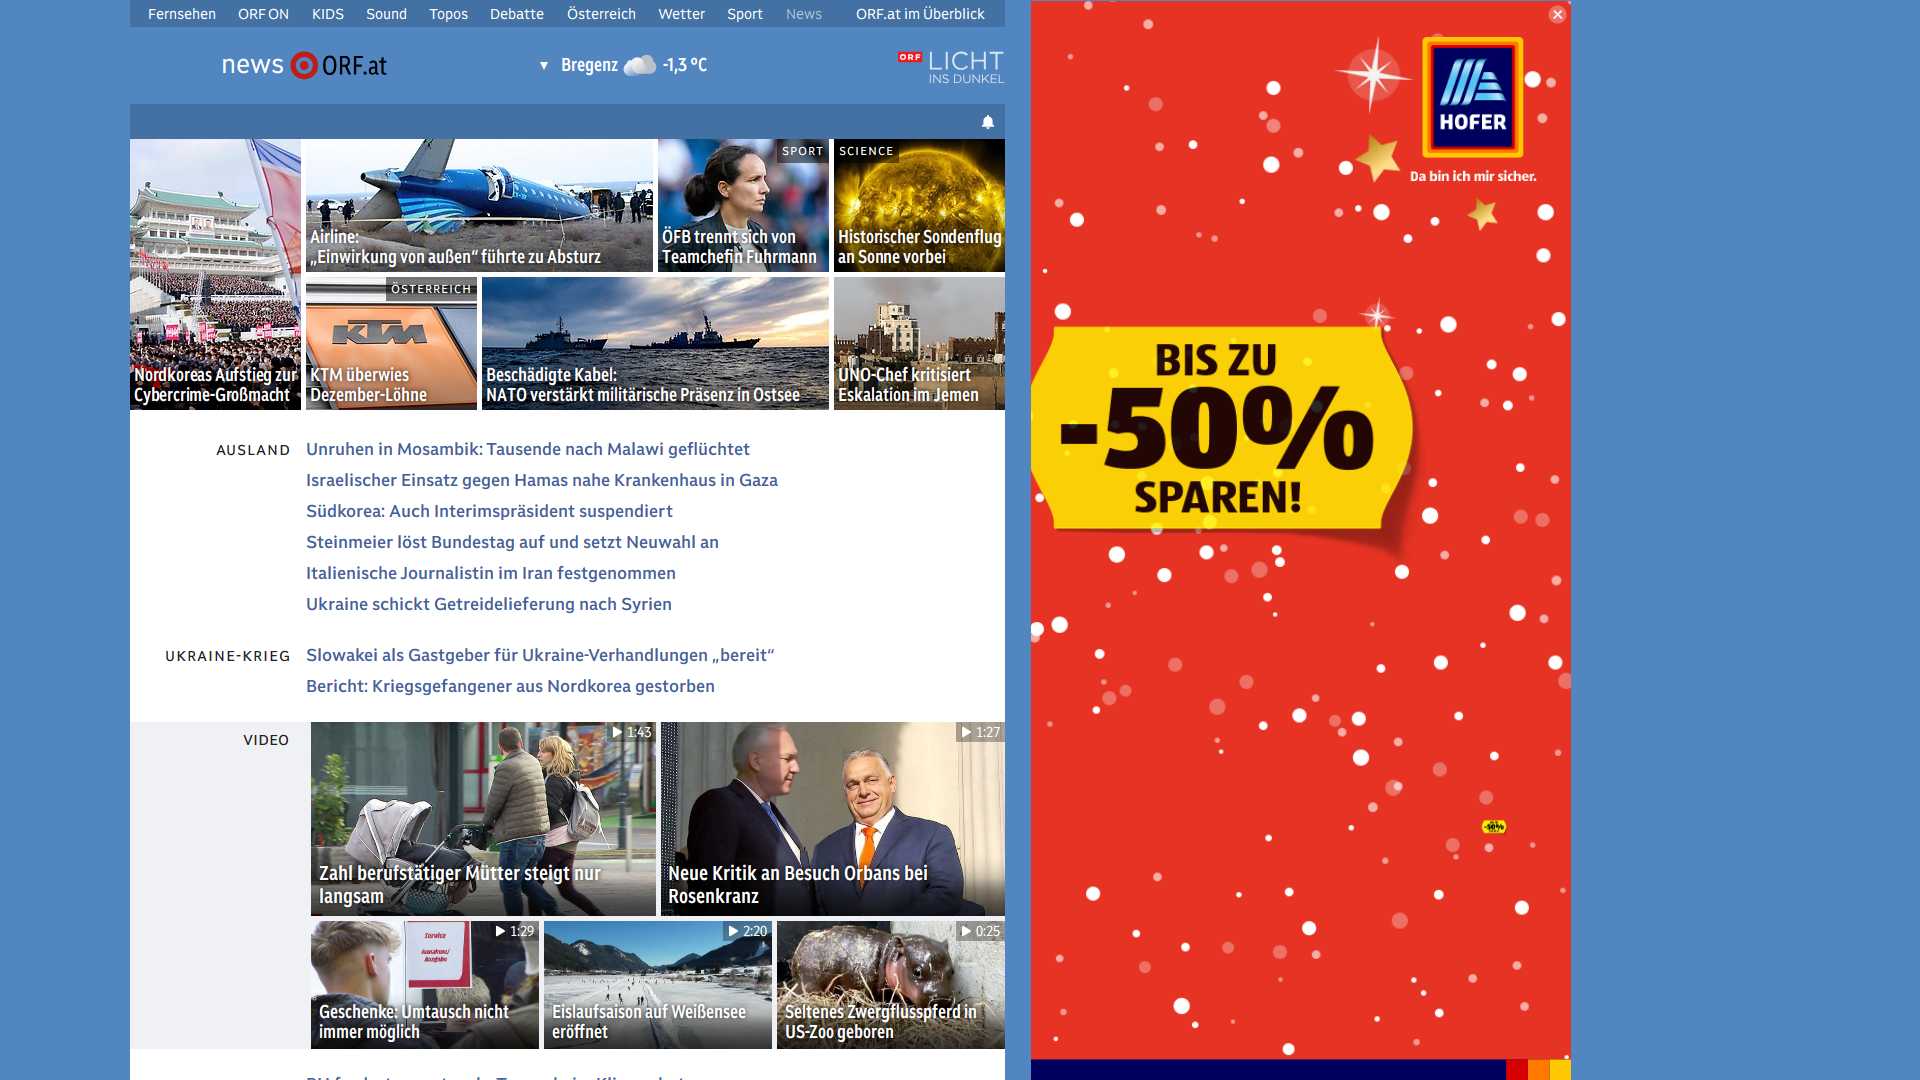 Fernsehen ORF ON KIDS Sound Topos Debatte Österreich Wetter Sport News ORF.at im Überblick
news ORF.at
Bregenz -1,3 °C
ORF LICHT
INS DUNKEL
Nordkoreas Aufstieg zur
Cybercrime-Großmacht
Airline:
„Einwirkung von außen“ führte zu Absturz
SPORT
ÖFB trennt sich von
Teamchefin Fuhrmann
SCIENCE
Historischer Sondenflug
an Sonne vorbei
ÖSTERREICH
KTM
KTM überwies
Dezember-Löhne
Beschädigte Kabel:
NATO verstärkt militärische Präsenz in Ostsee
UNO-Chef kritisiert
Eskalation im Jemen
AUSLAND
Unruhen in Mosambik: Tausende nach Malawi geflüchtet
Israelischer Einsatz gegen Hamas nahe Krankenhaus in Gaza
Südkorea: Auch Interimspräsident suspendiert
Steinmeier löst Bundestag auf und setzt Neuwahl an
Italienische Journalistin im Iran festgenommen
Ukraine schickt Getreidelieferung nach Syrien
UKRAINE-KRIEG
Slowakei als Gastgeber für Ukraine-Verhandlungen „bereit“
Bericht: Kriegsgefangener aus Nordkorea gestorben
VIDEO
1:43
Zahl berufstätiger Mütter steigt nur
langsam
1:27
Neue Kritik an Besuch Orbans bei
Rosenkranz
1:29
Service
Geschenke: Umtausch nicht
immer möglich
2:20
Eislaufsaison auf Weißensee
eröffnet
0:25
Seltenes Zwergflusspferd in
US-Zoo geboren
HOFER
Da bin ich mir sicher.
BIS ZU
-50%
SPAREN!
-50%